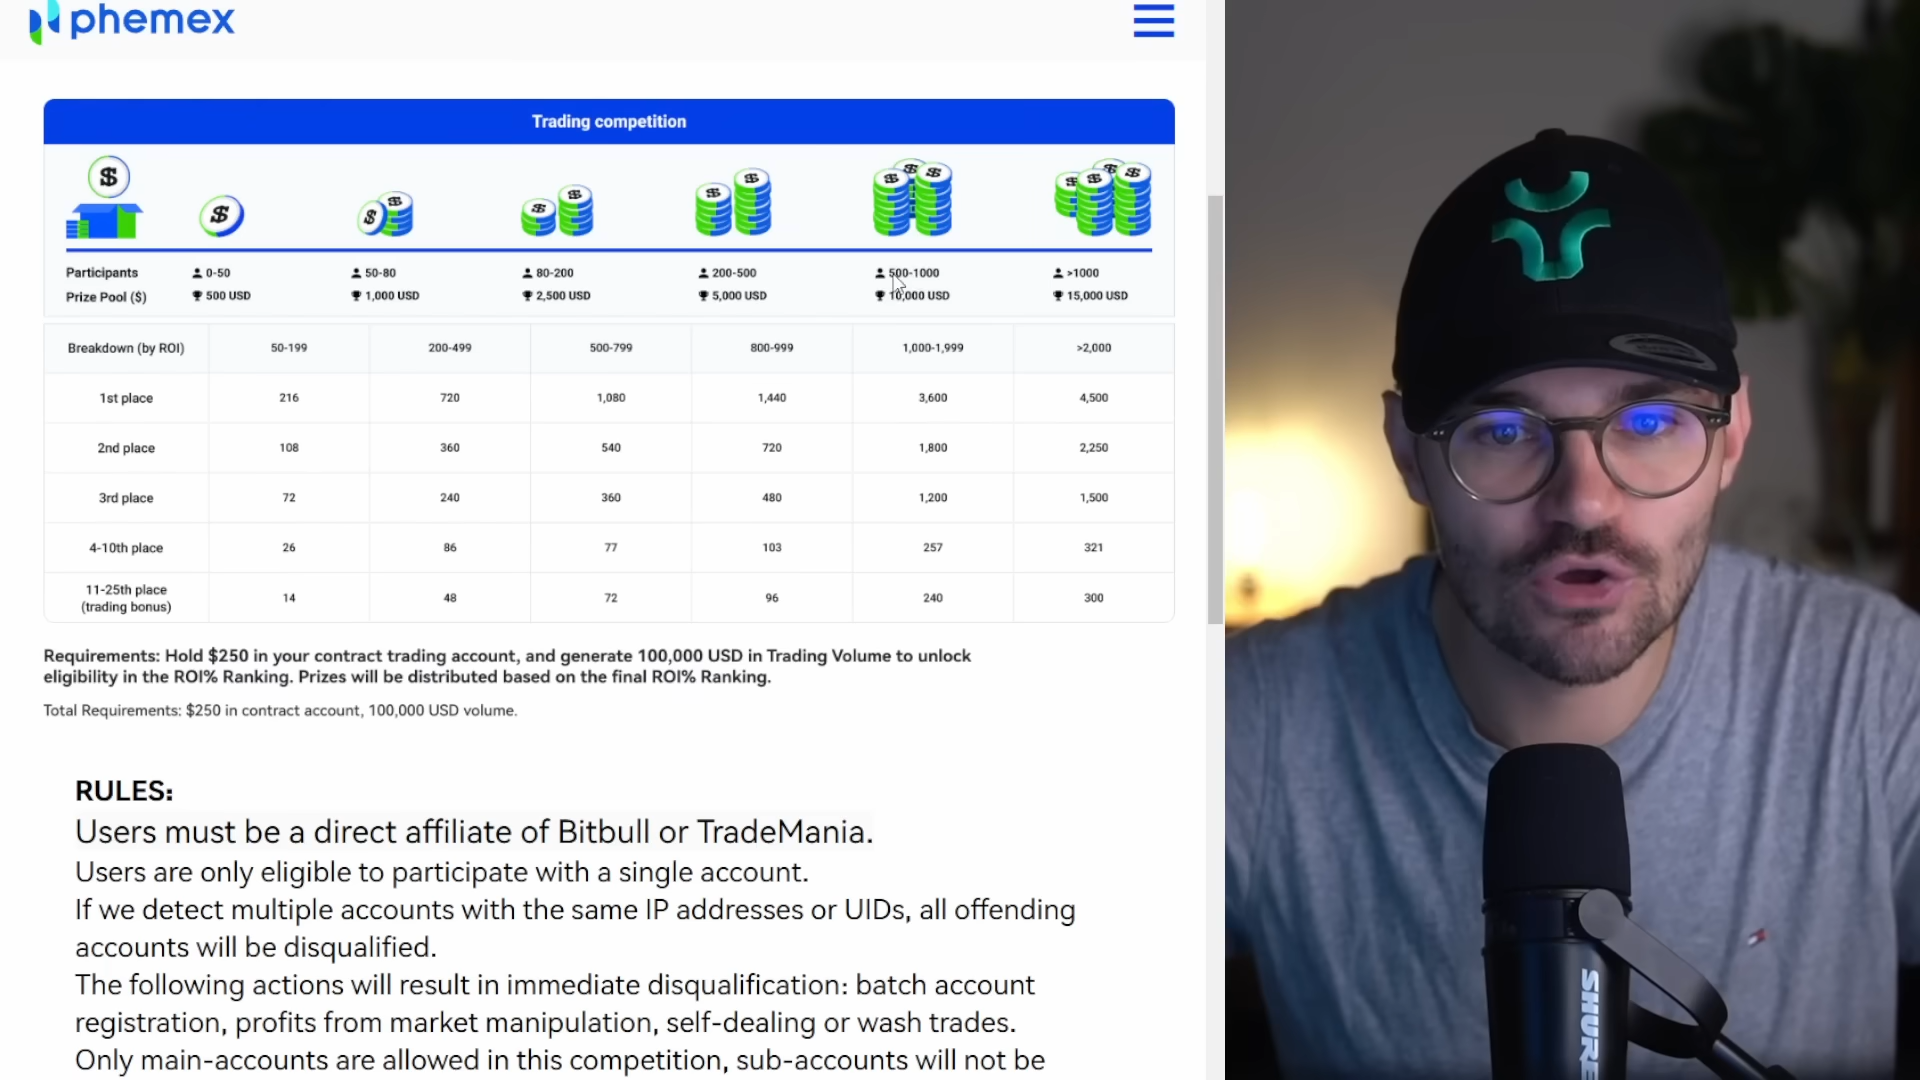 phemex
Trading competition
Participants 0-50 50-80 80-200 200-500 500-1000 >1000
Prize Pool ($) 500 USD 1,000 USD 2,500 USD 5,000 USD 10,000 USD 15,000 USD
Breakdown (by ROI) 50-199 200-499 500-799 800-999 1,000-1,999 >2,000
1st place 216 720 1,080 1,440 3,600 4,500
2nd place 108 360 540 720 1,800 2,250
3rd place 72 240 360 480 1,200 1,500
4-10th place 26 86 77 103 257 321
11-25th place
(trading bonus) 14 48 72 96 240 300
Requirements: Hold $250 in your contract trading account, and generate 100,000 USD in Trading Volume to unlock
eligibility in the ROI% Ranking. Prizes will be distributed based on the final ROI% Ranking.
Total Requirements: $250 in contract account, 100,000 USD volume.
RULES:
Users must be a direct affiliate of Bitbull or TradeMania.
Users are only eligible to participate with a single account.
If we detect multiple accounts with the same IP addresses or UIDs, all offending
accounts will be disqualified.
The following actions will result in immediate disqualification: batch account
registration, profits from market manipulation, self-dealing or wash trades.
Only main-accounts are allowed in this competition, sub-accounts will not be
SHURE